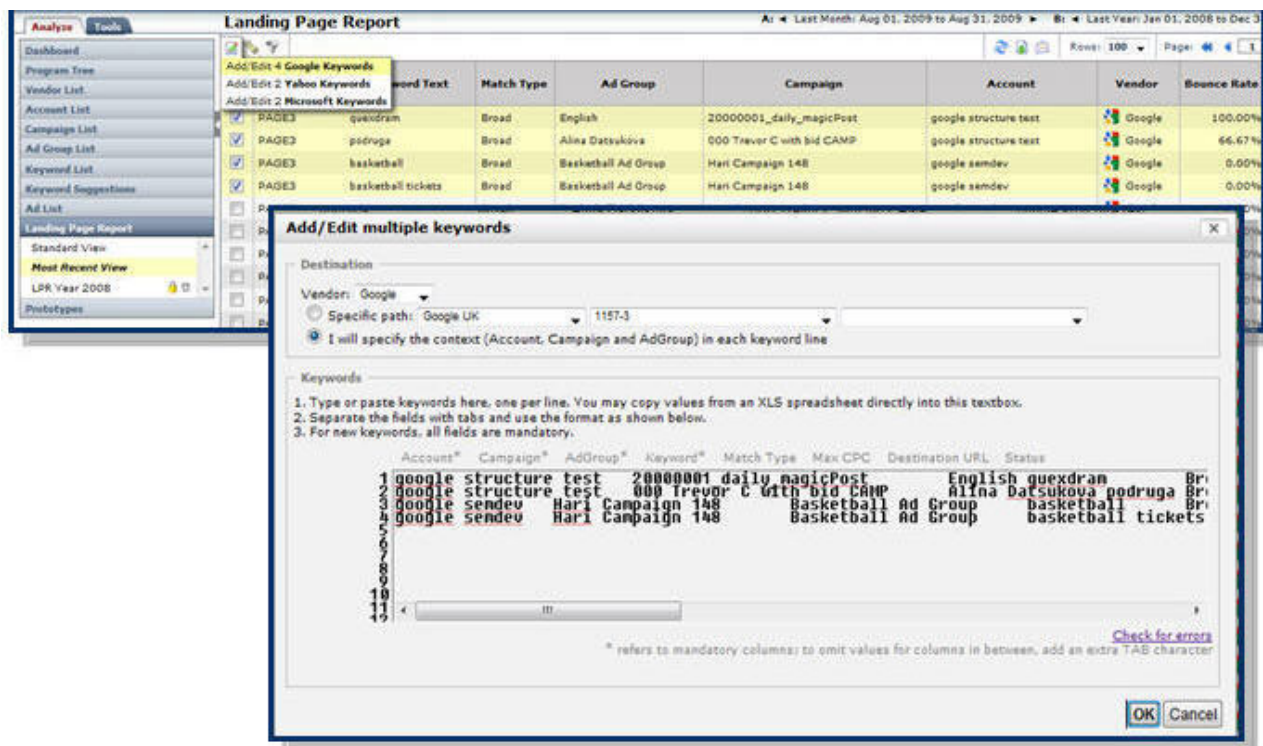 Analyze Tools
Landing Page Report
A: ◄ Last Month: Aug 01, 2009 to Aug 31, 2009 ► B: ◄ Last Year: Jan 01, 2008 to Dec 3
Dashboard
Program Tree
Vendor List
Account List
Campaign List
Ad Group List
Keyword List
Keyword Suggestions
Ad List
Landing Page Report
Standard View
Most Recent View
LPR Year 2008
Prototypes
Rows: 100 Page: 1
Add/Edit 4 Google Keywords
Add/Edit 2 Yahoo Keywords
Add/Edit 2 Microsoft Keywords
word Text Match Type Ad Group Campaign Account Vendor Bounce Rate
PAGE3 quexdram Broad English 20000001_daily_magicPost google structure test Google 100.00%
PAGE3 podruga Broad Alina Datsukova 000 Trevor C with bid CAMP google structure test Google 66.67%
PAGE3 basketball Broad Basketball Ad Group Hari Campaign 148 google semdev Google 0.00%
PAGE3 basketball tickets Broad Basketball Ad Group Hari Campaign 148 google semdev Google 0.00%
Add/Edit multiple keywords
Destination
Vendor: Google
Specific path: Google UK 1157-3
I will specify the context (Account, Campaign and AdGroup) in each keyword line
Keywords
1. Type or paste keywords here, one per line. You may copy values from an XLS spreadsheet directly into this textbox.
2. Separate the fields with tabs and use the format as shown below.
3. For new keywords, all fields are mandatory.
Account* Campaign* AdGroup* Keyword* Match Type Max CPC Destination URL Status
1 google structure test 20000001_daily_magicPost English quexdram Br
2 google structure test 000 Trevor C with bid CAMP Alina Datsukova podruga Br
3 google semdev Hari Campaign 148 Basketball Ad Group basketball Br
4 google semdev Hari Campaign 148 Basketball Ad Group basketball tickets
5
6
7
8
9
10
11
12
Check for errors
* refers to mandatory columns; to omit values for columns in between, add an extra TAB character
OK Cancel